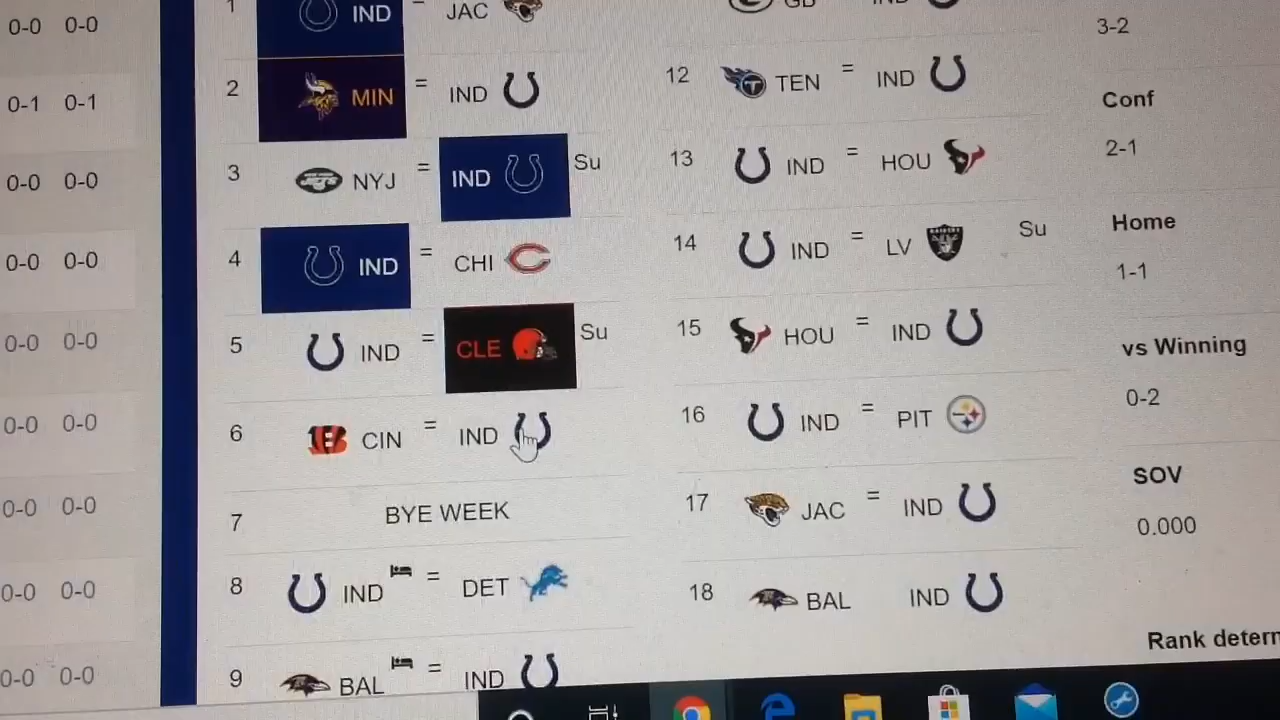 0-0 0-0
0-1 0-1
0-0 0-0
0-0 0-0
0-0 0-0
0-0 0-0
0-0 0-0
0-0 0-0
0-0 0-0
1 IND = JAC
2 MIN = IND
3 NYJ = IND Su
4 IND = CHI
5 IND = CLE Su
6 CIN = IND
7 BYE WEEK
8 IND = DET
9 BAL = IND
GB IND
12 TEN = IND
13 IND = HOU
14 IND = LV RAIDERS Su
15 HOU = IND
16 IND = PIT
17 JAC = IND
18 BAL IND
3-2
Conf
2-1
Home
1-1
vs Winning
0-2
SOV
0.000
Rank determ